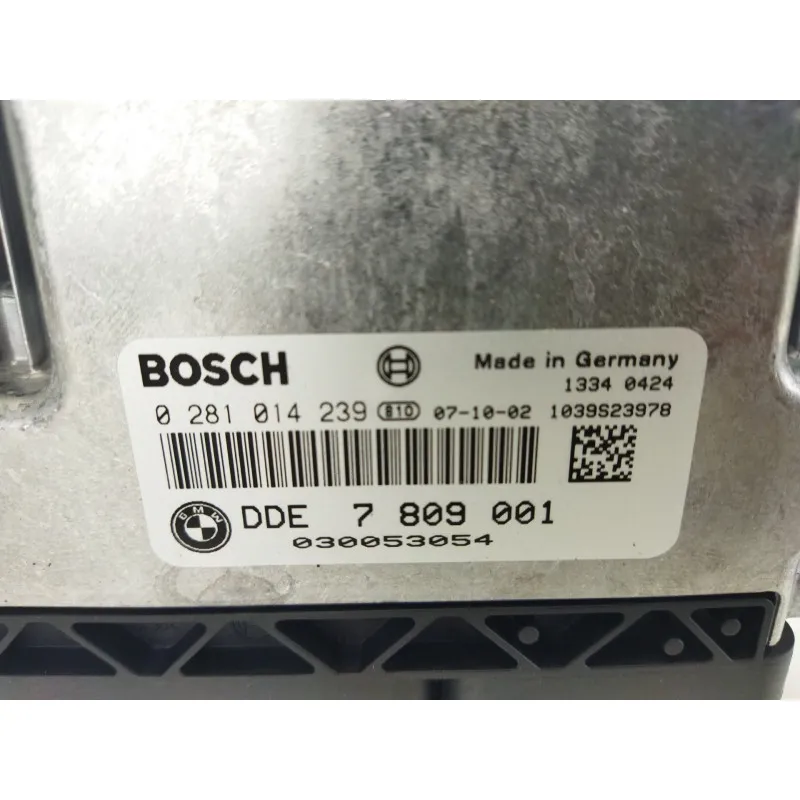 BOSCH Made in Germany
1334 0424
0 281 014 239 810 07-10-02 1039S23978
BMW DDE 7 809 001
030053054